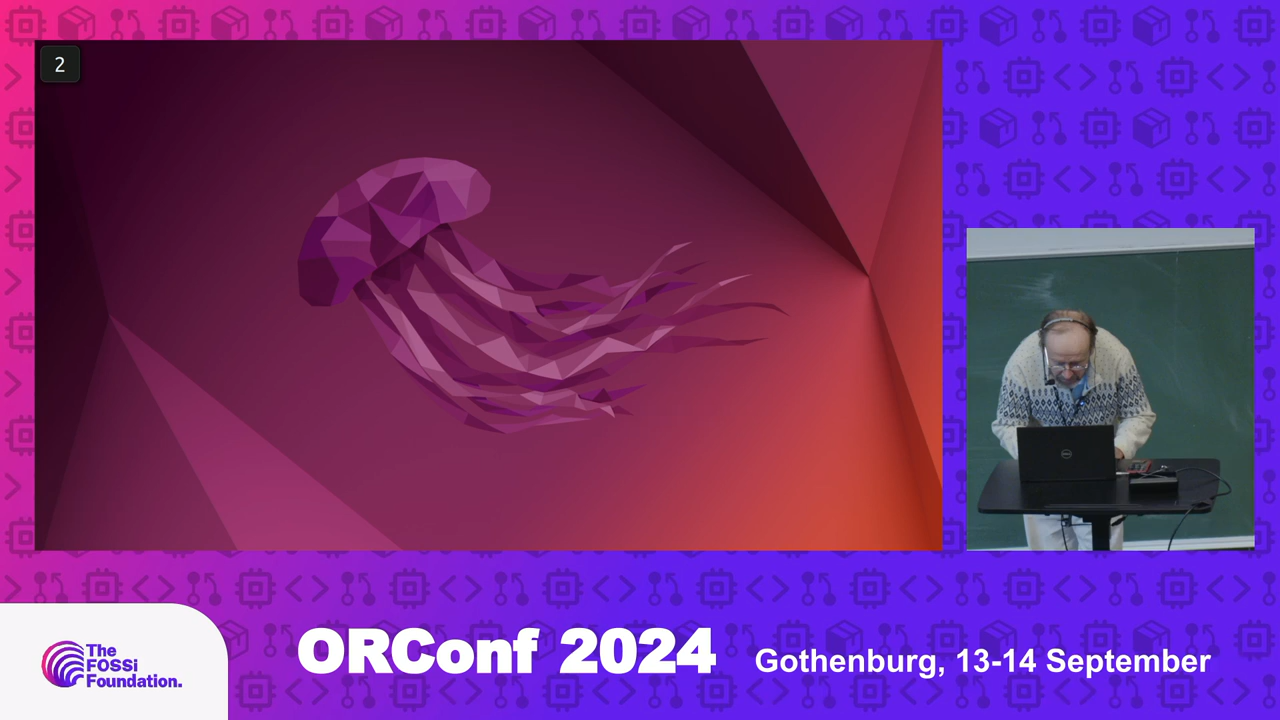 2
The
FOSSi
Foundation.
ORConf 2024
Gothenburg, 13-14 September